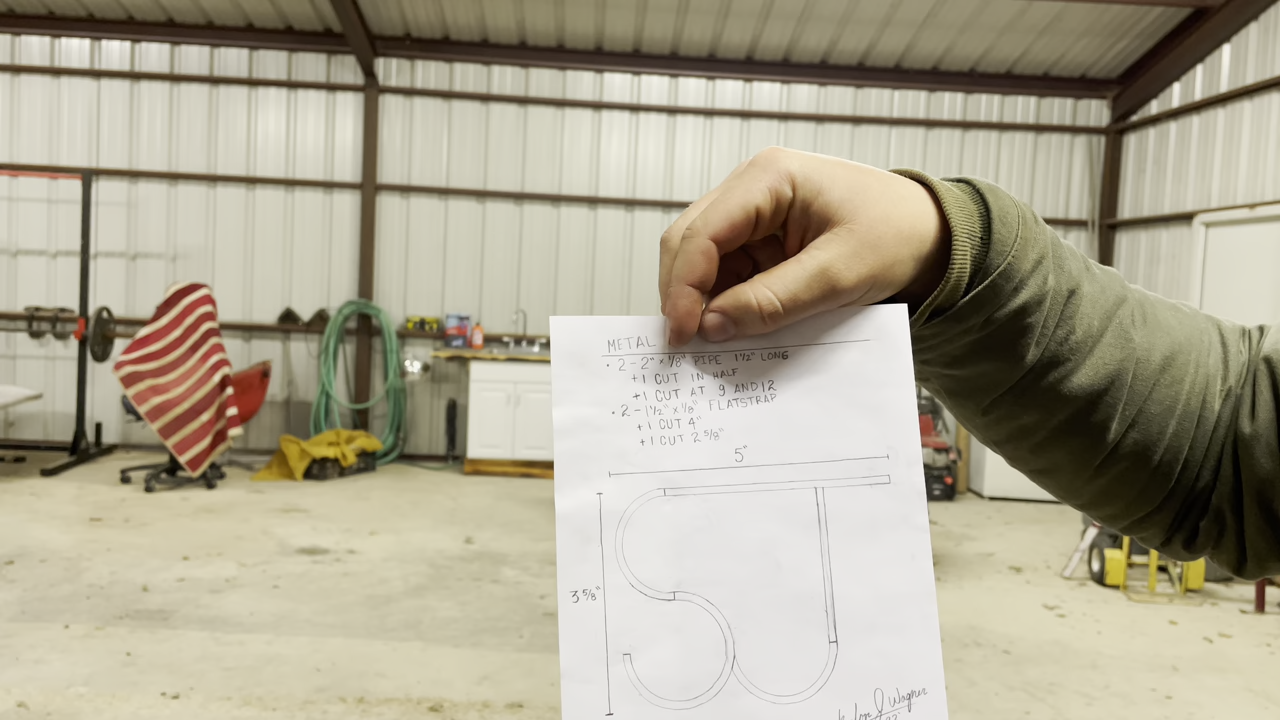 METAL
• 2 - 2" x 1/8" PIPE 1 1/2" LONG
+1 CUT IN HALF
+1 CUT AT 9 AND 12
• 2 - 1 1/2" x 1/8" FLATSTRAP
+1 CUT 4"
+1 CUT 2 5/8"
5"
3 5/8"
Wagner